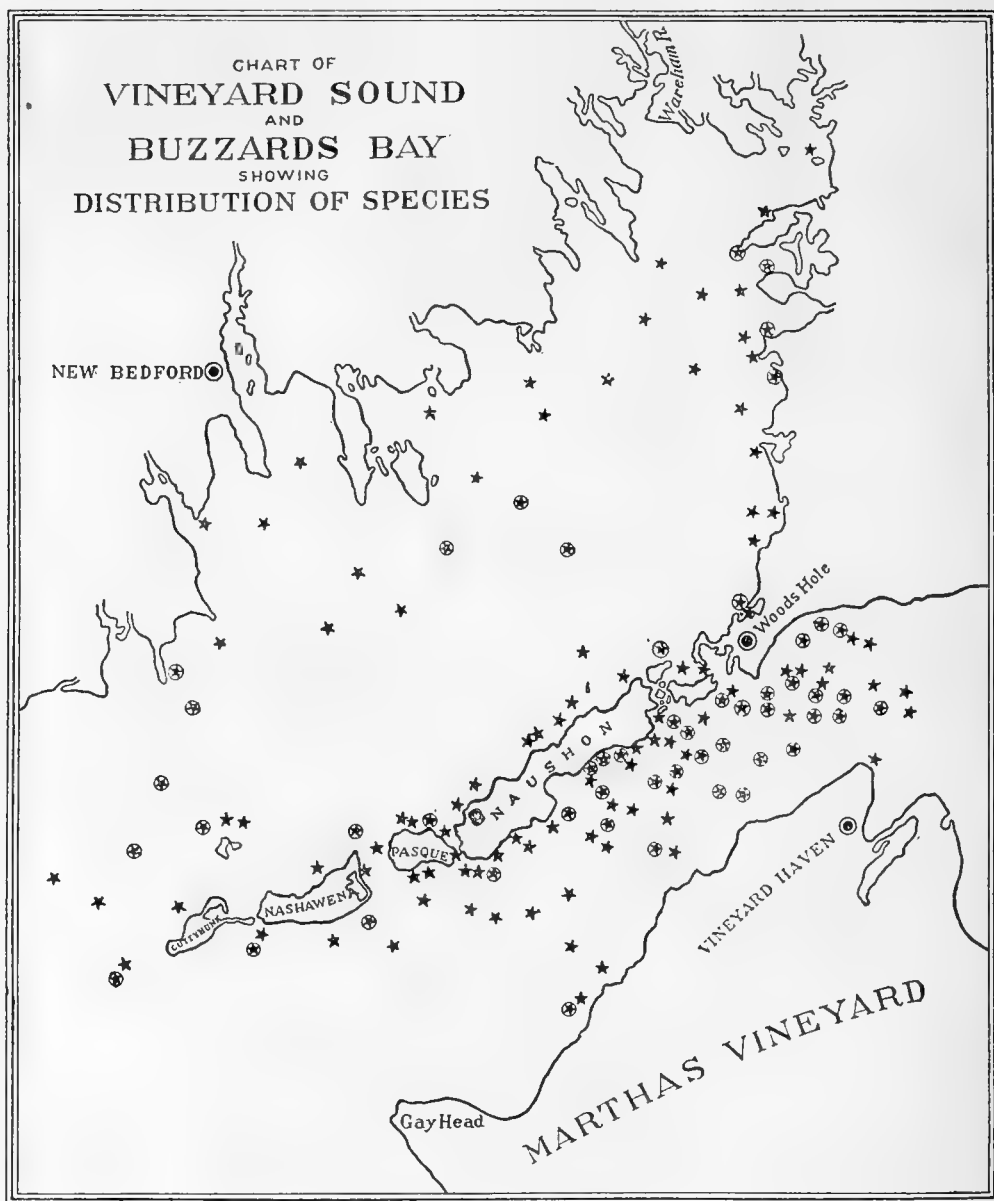 CHART OF
VINEYARD SOUND
AND
BUZZARDS BAY
SHOWING
DISTRIBUTION OF SPECIES
Wareham R.
NEW BEDFORD
Woods Hole
NAUSHON
PASQUE
NASHAWENA
CUTTYHUNK
VINEYARD HAVEN
MARTHAS VINEYARD
Gay Head